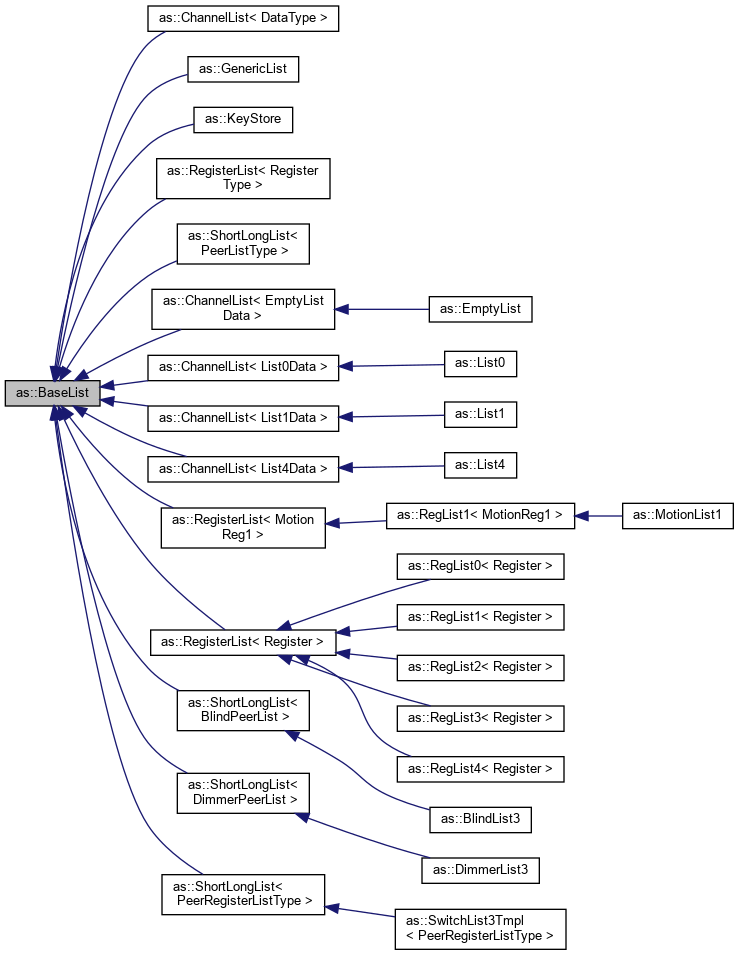 as::ChannelList< DataType >
as::GenericList
as::KeyStore
as::RegisterList< Register
Type >
as::ShortLongList<
PeerListType >
as::ChannelList< EmptyList
Data >
as::EmptyList
as::ChannelList< List0Data >
as::List0
as::BaseList
as::ChannelList< List1Data >
as::List1
as::ChannelList< List4Data >
as::List4
as::RegisterList< Motion
Reg1 >
as::RegList1< MotionReg1 >
as::MotionList1
as::RegList0< Register >
as::RegList1< Register >
as::RegisterList< Register >
as::RegList2< Register >
as::ShortLongList<
BlindPeerList >
as::RegList3< Register >
as::RegList4< Register >
as::ShortLongList<
DimmerPeerList >
as::BlindList3
as::DimmerList3
as::ShortLongList<
PeerRegisterListType >
as::SwitchList3Tmpl
< PeerRegisterListType >